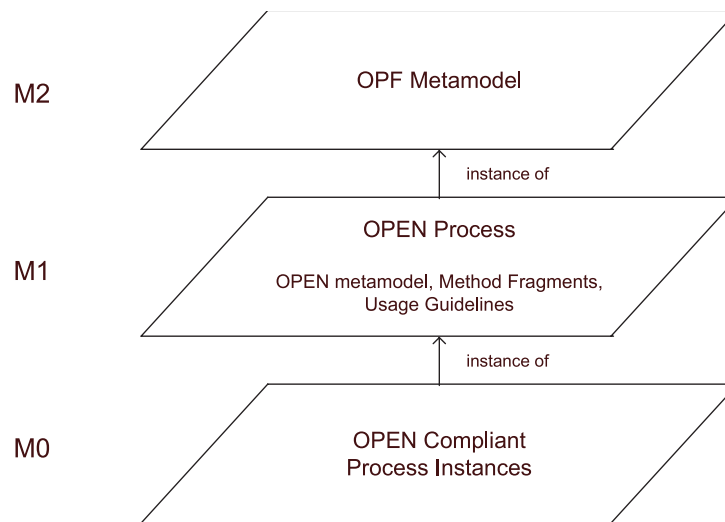 M2
OPF Metamodel
instance of
M1
OPEN Process
OPEN metamodel, Method Fragments,
Usage Guidelines
instance of
M0
OPEN Compliant
Process Instances